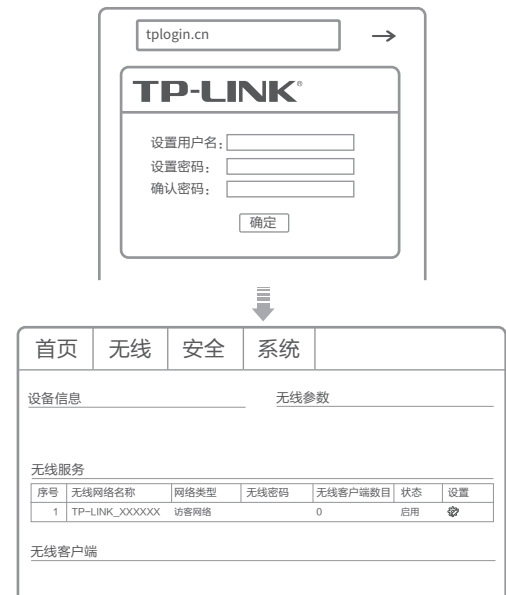 tplogin.cn
TP-LINK®
设置用户名：
设置密码：
确认密码：
确定
首页 无线 安全 系统
设备信息 无线参数
无线服务
序号 无线网络名称 网络类型 无线密码 无线客户端数目 状态 设置
1 TP-LINK_XXXXXX 访客网络 0 启用
无线客户端